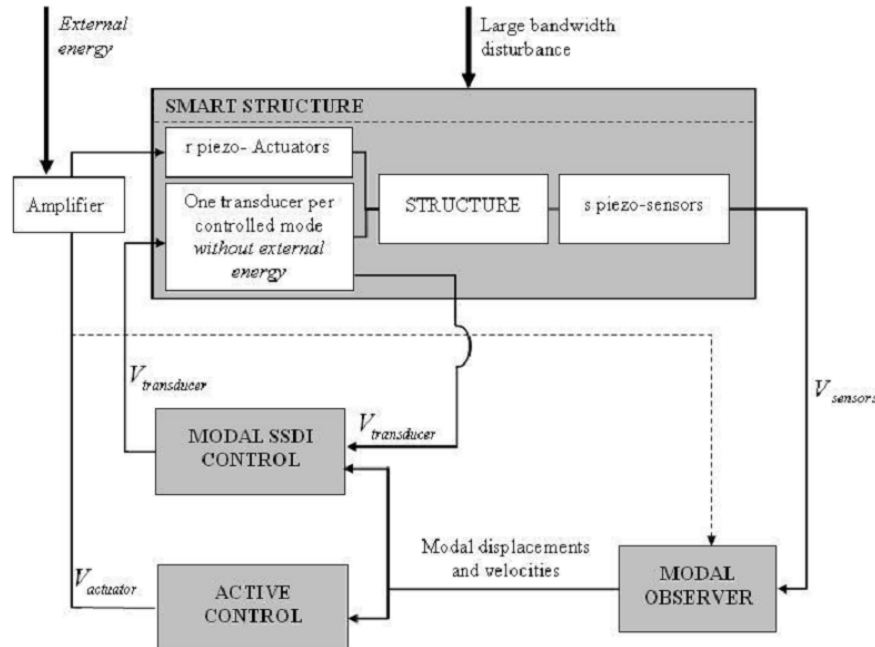 External
energy
Large bandwidth
disturbance
SMART STRUCTURE
r piezo- Actuators
Amplifier
One transducer per
controlled mode
without external
energy
STRUCTURE
s piezo-sensors
V transducer
V sensors
MODAL SSDI
CONTROL
V transducer
Modal displacements
and velocities
MODAL
OBSERVER
V actuator
ACTIVE
CONTROL